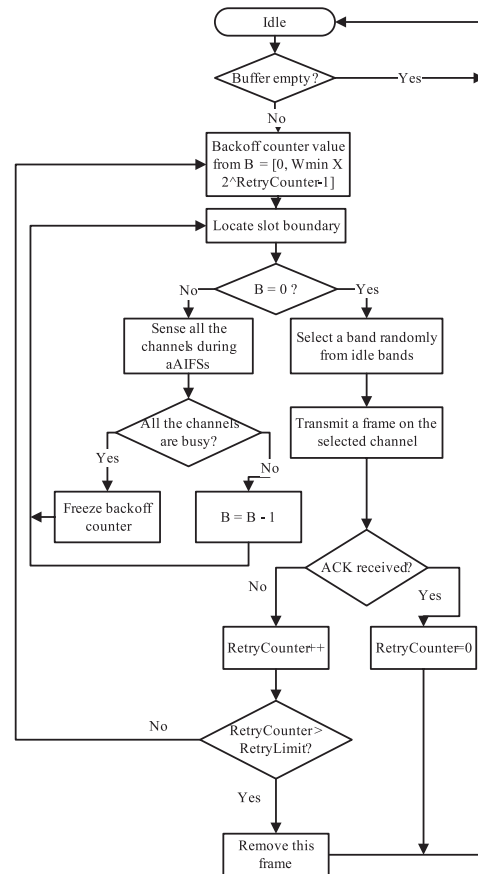 Idle
Buffer empty?
Yes
No
Backoff counter value
from B = [0, Wmin X
2^RetryCounter-1]
Locate slot boundary
B = 0 ?
No
Yes
Sense all the
channels during
aAIFSs
Select a band randomly
from idle bands
All the channels
are busy?
Transmit a frame on the
selected channel
Yes
No
Freeze backoff
counter
B = B - 1
ACK received?
No
Yes
RetryCounter++
RetryCounter=0
RetryCounter>
RetryLimit?
No
Yes
Remove this
frame